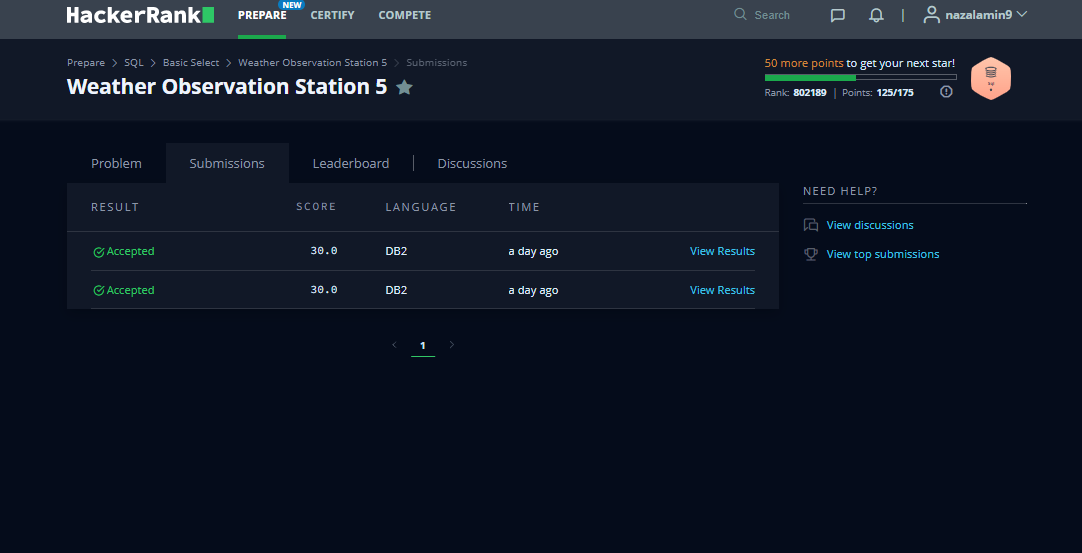 HackerRank PREPARE NEW CERTIFY COMPETE Search nazalamin9
Prepare > SQL > Basic Select > Weather Observation Station 5 > Submissions
50 more points to get your next star!
Weather Observation Station 5
Rank: 802189 | Points: 125/175
Problem Submissions Leaderboard Discussions
NEED HELP?
RESULT SCORE LANGUAGE TIME
View discussions
Accepted 30.0 DB2 a day ago View Results
View top submissions
Accepted 30.0 DB2 a day ago View Results
1